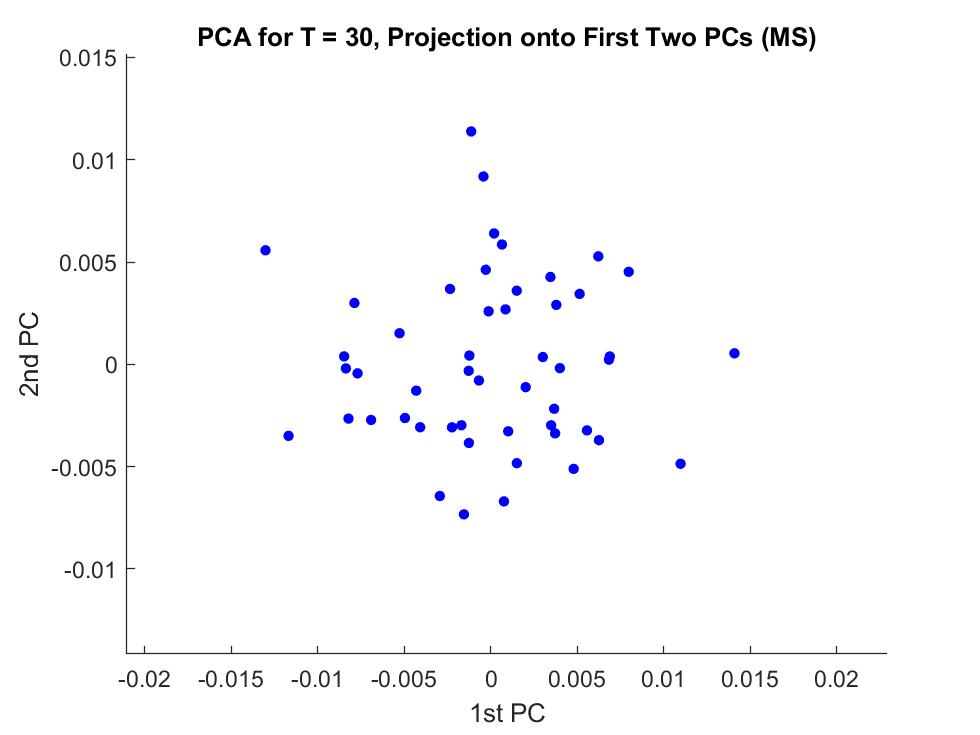 PCA for T = 30, Projection onto First Two PCs (MS)
0.015
0.01
0.005
0
-0.005
-0.01
2nd PC
-0.02 -0.015 -0.01 -0.005 0 0.005 0.01 0.015 0.02
1st PC